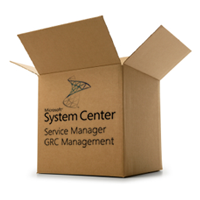 Microsoft
System Center
Service Manager
GRC Management